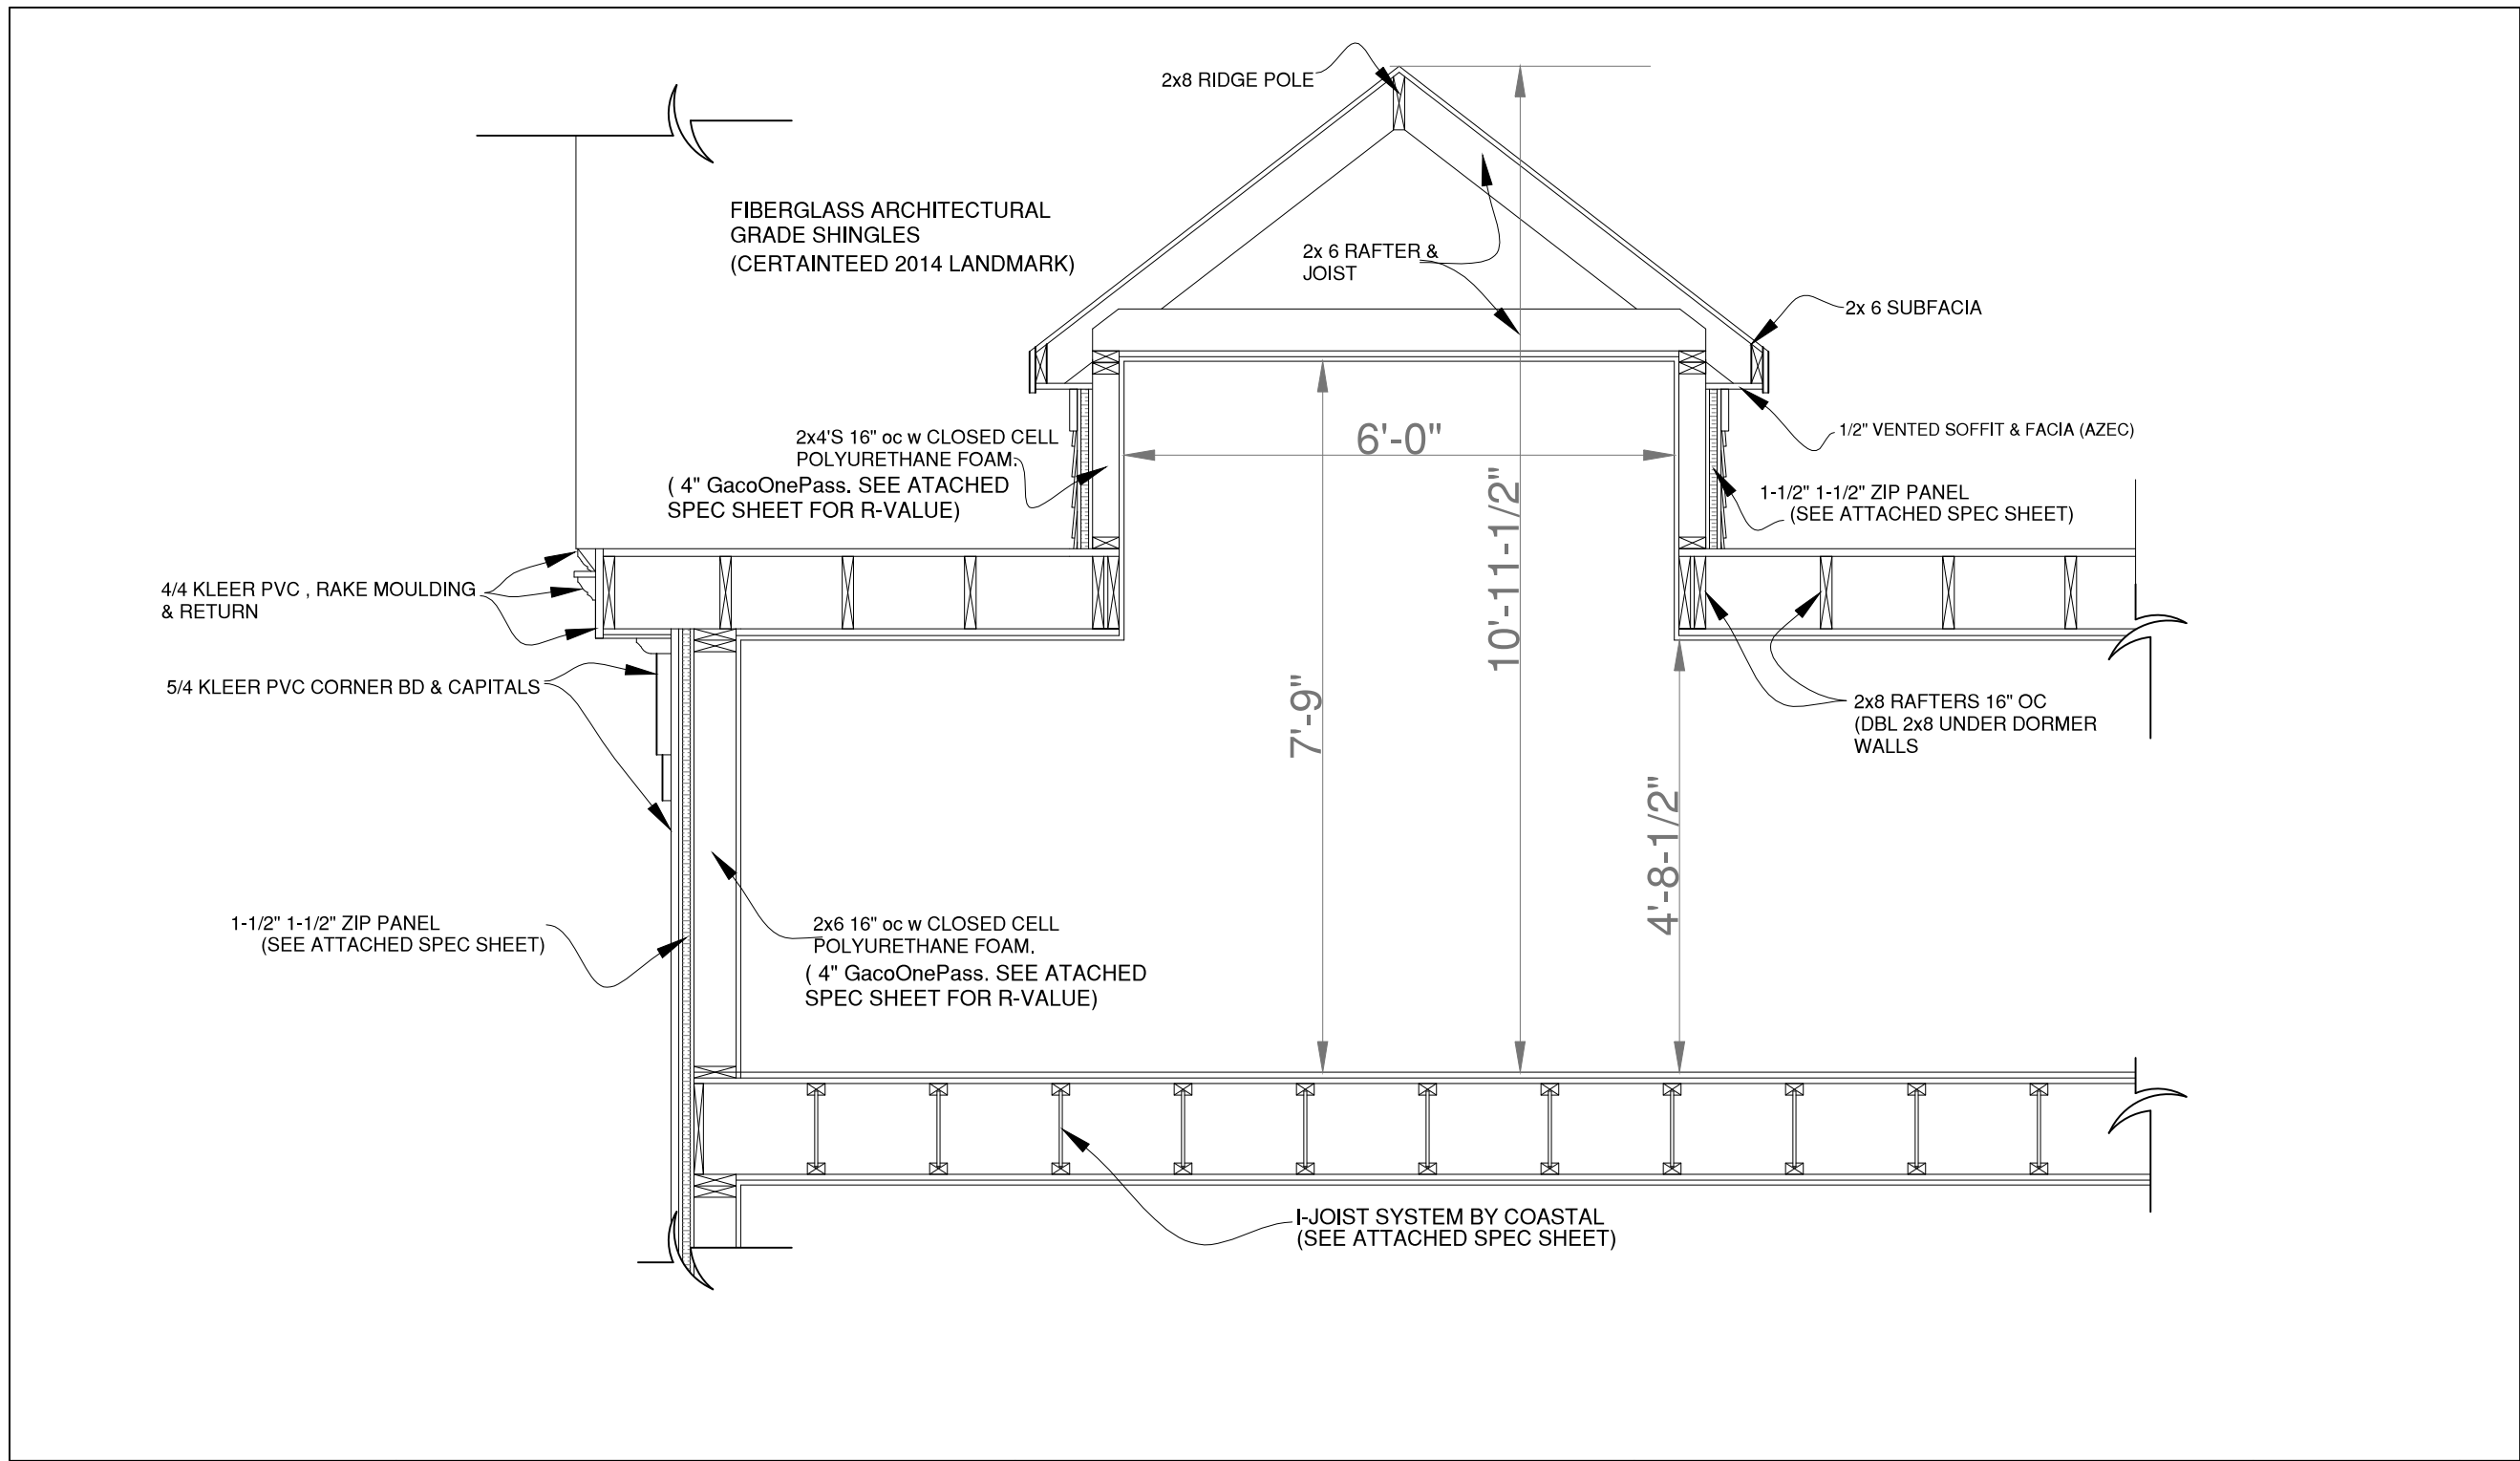 2x8 RIDGE POLE
FIBERGLASS ARCHITECTURAL
GRADE SHINGLES
(CERTAINTEED 2014 LANDMARK)
2x 6 RAFTER &
JOIST
2x 6 SUBFACIA
2x4'S 16" oc w CLOSED CELL
POLYURETHANE FOAM.
( 4" GacoOnePass. SEE ATACHED
SPEC SHEET FOR R-VALUE)
6'-0"
1/2" VENTED SOFFIT & FACIA (AZEC)
1-1/2" 1-1/2" ZIP PANEL
(SEE ATTACHED SPEC SHEET)
10'-11-1/2"
4/4 KLEER PVC , RAKE MOULDING
& RETURN
5/4 KLEER PVC CORNER BD & CAPITALS
7'-9"
2x8 RAFTERS 16" OC
(DBL 2x8 UNDER DORMER
WALLS
4'-8-1/2"
1-1/2" 1-1/2" ZIP PANEL
(SEE ATTACHED SPEC SHEET)
2x6 16" oc w CLOSED CELL
POLYURETHANE FOAM.
( 4" GacoOnePass. SEE ATACHED
SPEC SHEET FOR R-VALUE)
I-JOIST SYSTEM BY COASTAL
(SEE ATTACHED SPEC SHEET)